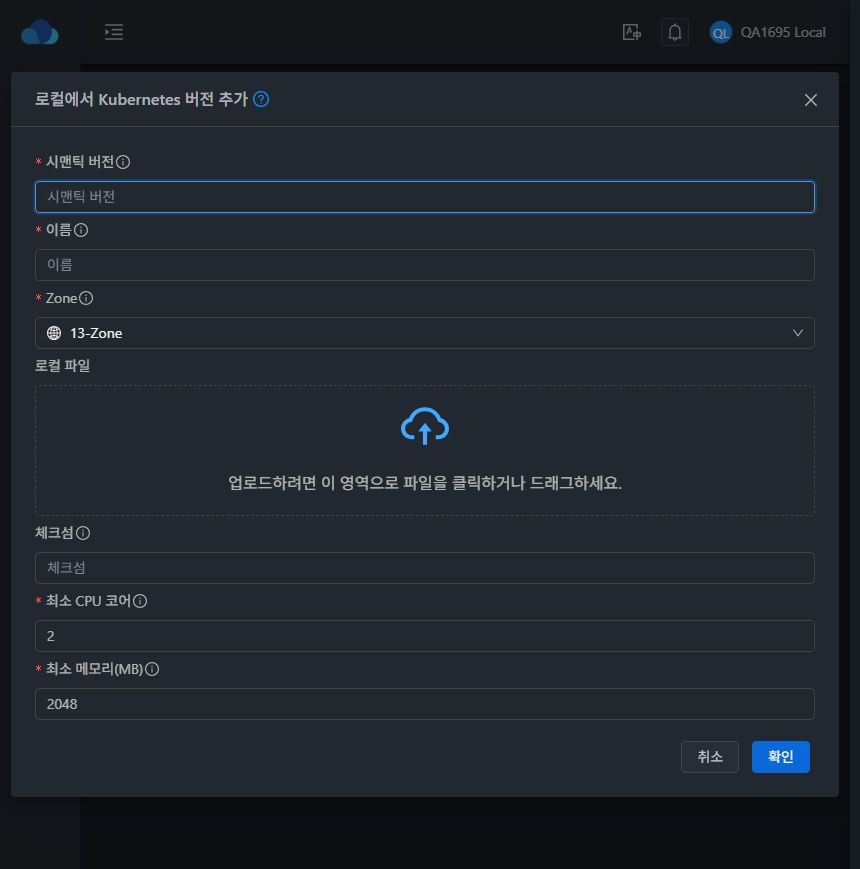 QL QA1695 Local
로컬에서 Kubernetes 버전 추가
* 시맨틱 버전
시맨틱 버전
* 이름
이름
* Zone
13-Zone
로컬 파일
업로드하려면 이 영역으로 파일을 클릭하거나 드래그하세요.
체크섬
체크섬
* 최소 CPU 코어
2
* 최소 메모리(MB)
2048
취소 확인